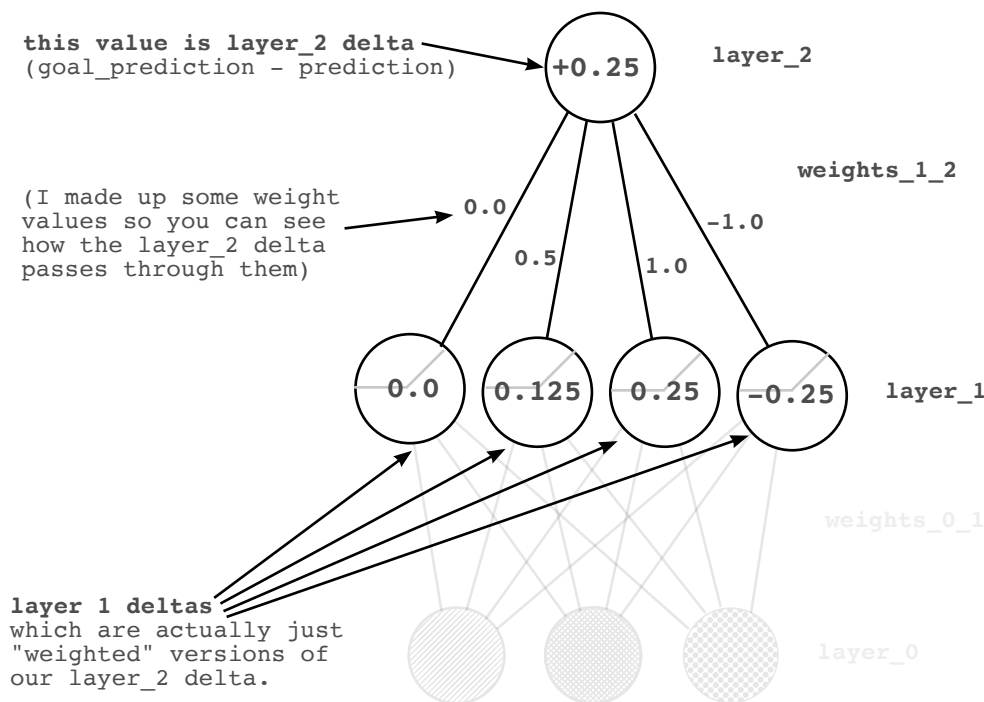 this value is layer_2 delta
(goal_prediction - prediction)
+0.25
layer_2
weights_1_2
(I made up some weight
values so you can see
how the layer_2 delta
passes through them)
0.0
0.5
1.0
-1.0
0.0
0.125
0.25
-0.25
layer_1
weights_0_1
layer 1 deltas
which are actually just
"weighted" versions of
our layer_2 delta.
layer_0